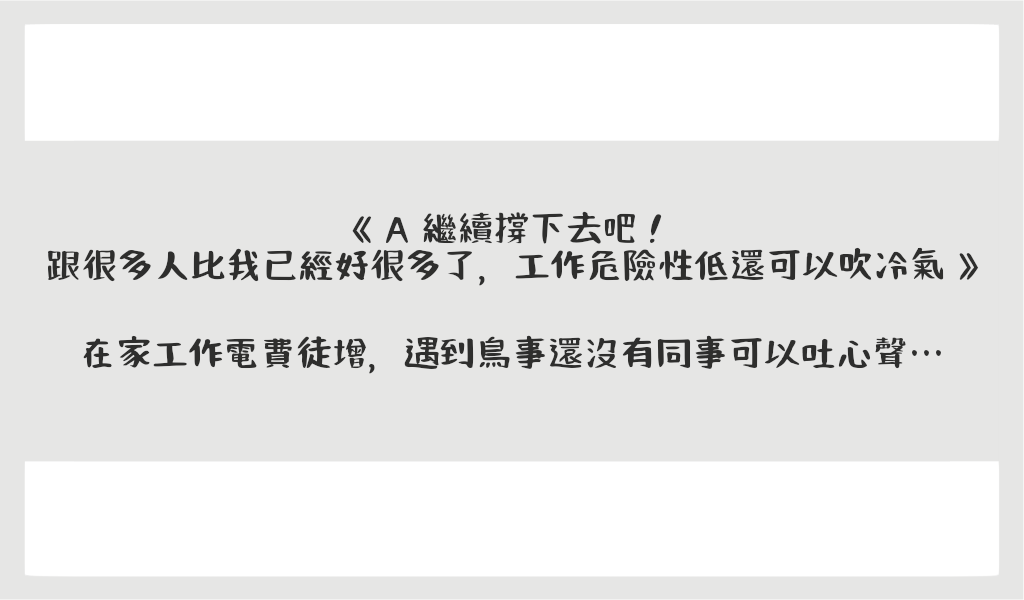 《 A 繼續撐下去吧！
跟很多人比我已經好很多了，工作危險性低還可以吹冷氣 》
在家工作電費徒增，遇到鳥事還沒有同事可以吐心聲…